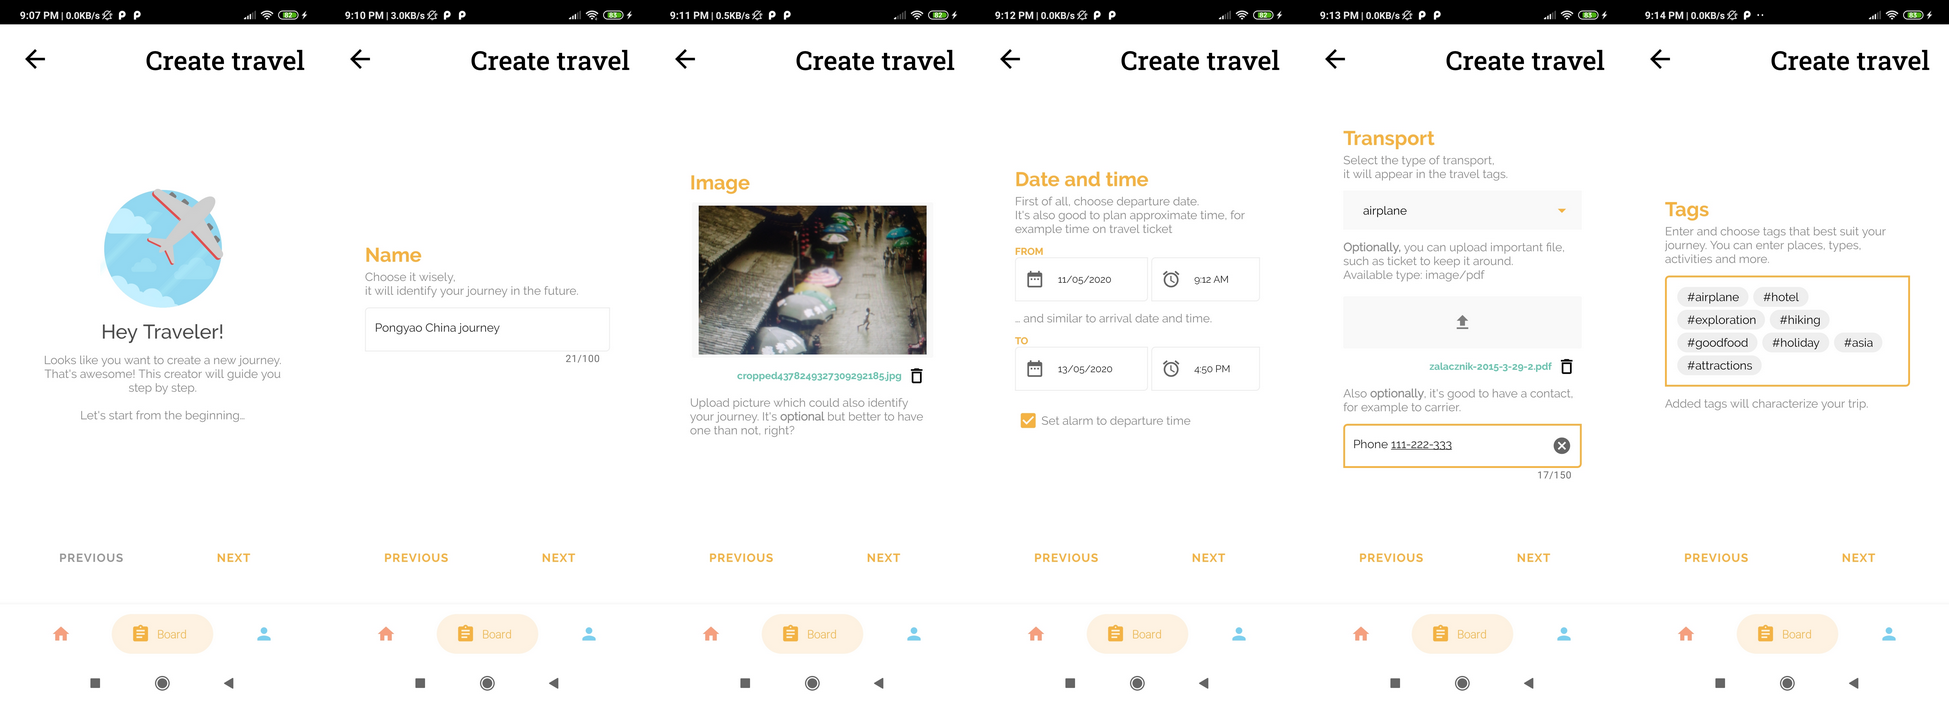 9:07 PM | 0.0KB/s
82
Create travel
Hey Traveler!
Looks like you want to create a new journey.
That's awesome! This creator will guide you
step by step.
Let's start from the beginning...
PREVIOUS
NEXT
Board
9:10 PM | 3.0KB/s
83
Create travel
Name
Choose it wisely,
it will identify your journey in the future.
Pongyao China journey
21/100
PREVIOUS
NEXT
Board
9:11 PM | 0.5KB/s
82
Create travel
Image
cropped4378249327309292185.jpg
Upload picture which could also identify
your journey. It's optional but better to have
one than not, right?
PREVIOUS
NEXT
Board
9:12 PM | 0.0KB/s
82
Create travel
Date and time
First of all, choose departure date.
It's also good to plan approximate time, for
example time on travel ticket
FROM
11/05/2020
9:12 AM
... and similar to arrival date and time.
TO
13/05/2020
4:50 PM
Set alarm to departure time
PREVIOUS
NEXT
Board
9:13 PM | 0.0KB/s
83
Create travel
Transport
Select the type of transport,
it will appear in the travel tags.
airplane
Optionally, you can upload important file,
such as ticket to keep it around.
Available type: image/pdf
zalacznik-2015-3-29-2.pdf
Also optionally, it's good to have a contact,
for example to carrier.
Phone 111-222-333
17/150
PREVIOUS
NEXT
Board
9:14 PM | 0.0KB/s
83
Create travel
Tags
Enter and choose tags that best suit your
journey. You can enter places, types,
activities and more.
#airplane #hotel
#exploration #hiking
#goodfood #holiday #asia
#attractions
Added tags will characterize your trip.
PREVIOUS
NEXT
Board